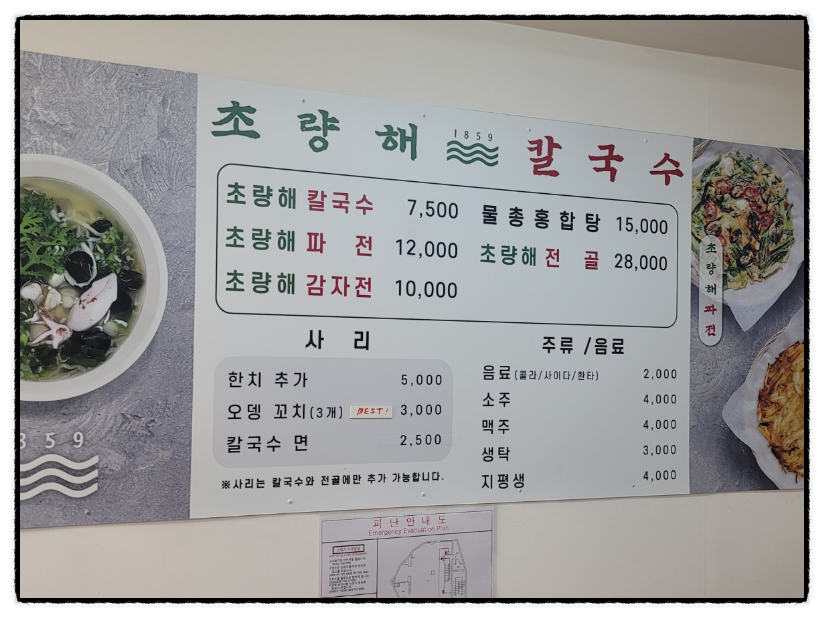 초량해 1859 칼국수
초량해 칼국수 7,500
초량해 파 전 12,000
초량해 감자전 10,000
물총홍합탕 15,000
초량해 전 골 28,000
사 리
한치 추가 5,000
오뎅 꼬치(3개) BEST! 3,000
칼국수 면 2,500
※사리는 칼국수와 전골에만 추가 가능합니다.
주류 /음료
음료(콜라/사이다/환타) 2,000
소주 4,000
맥주 4,000
생탁 3,000
지평생 4,000
초량해파전
859
피난안내도
Emergency Evacuation Plan